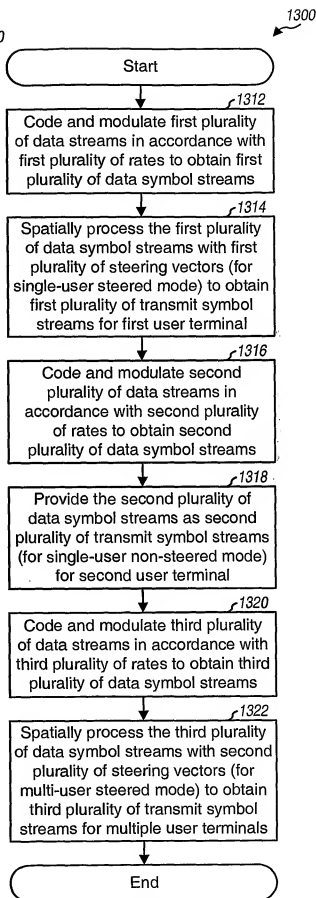 1300
Start
1312
Code and modulate first plurality
of data streams in accordance with
first plurality of rates to obtain first
plurality of data symbol streams
1314
Spatially process the first plurality
of data symbol streams with first
plurality of steering vectors (for
single-user steered mode) to obtain
first plurality of transmit symbol
streams for first user terminal
1316
Code and modulate second
plurality of data streams in
accordance with second plurality
of rates to obtain second
plurality of data symbol streams
1318
Provide the second plurality of
data symbol streams as second
plurality of transmit symbol streams
(for single-user non-steered mode)
for second user terminal
1320
Code and modulate third plurality
of data streams in accordance with
third plurality of rates to obtain third
plurality of data symbol streams
1322
Spatially process the third plurality
of data symbol streams with second
plurality of steering vectors (for
multi-user steered mode) to obtain
third plurality of transmit symbol
streams for multiple user terminals
End